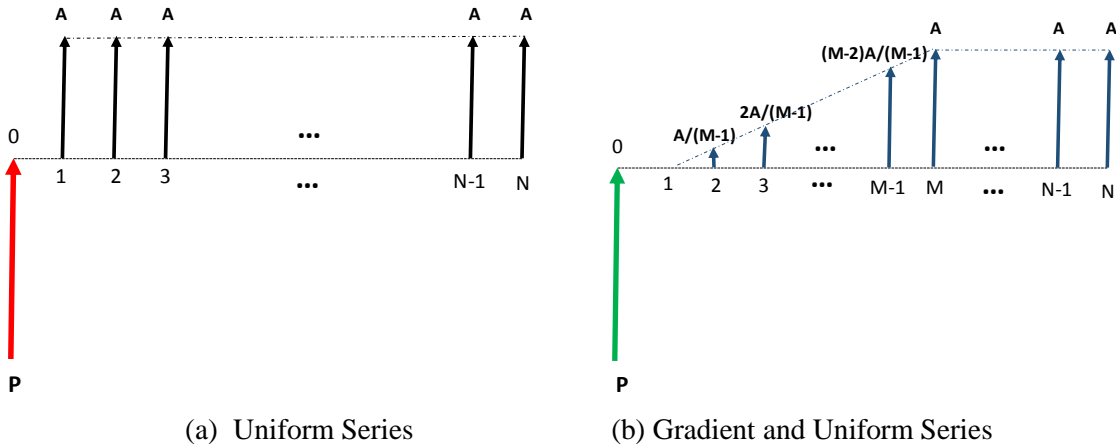 A A A A A
0
...
1 2 3 ... N-1 N
P
(a) Uniform Series
A A A
(M-2)A/(M-1)
2A/(M-1)
A/(M-1)
0
... ...
1 2 3 ... M-1 M ... N-1 N
P
(b) Gradient and Uniform Series